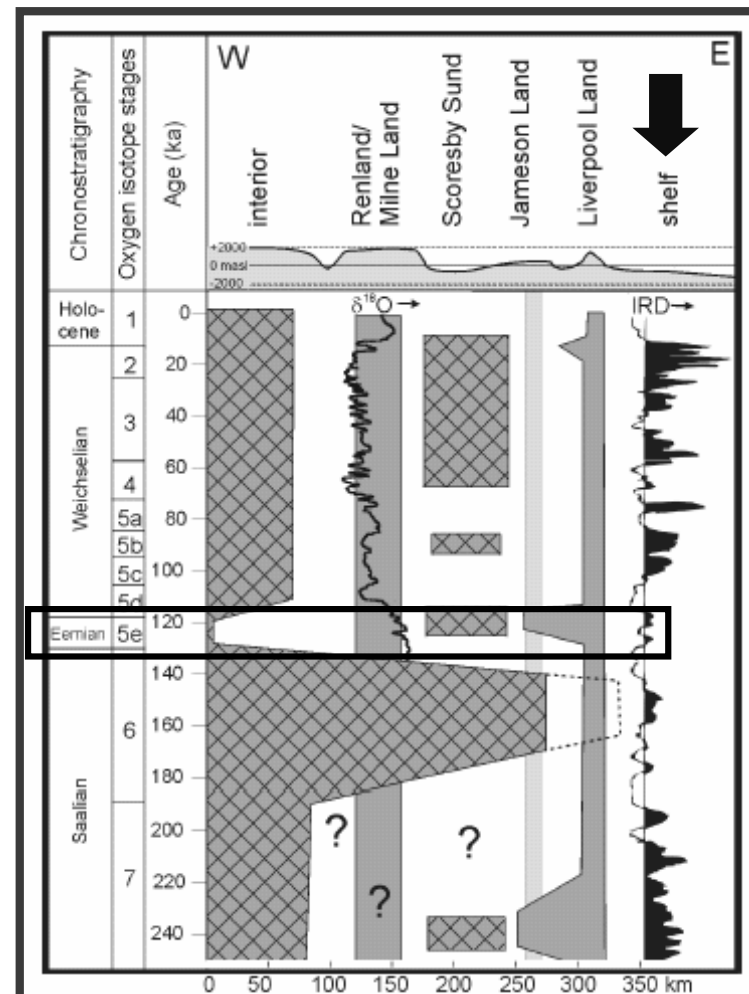 W
E
Chronostratigraphy
Oxygen isotope stages
Age (ka)
interior
Renland/
Milne Land
Scoresby Sund
Jameson Land
Liverpool Land
shelf
+2000
0 masl
-2000
Holo-
cene
1
0
δ18O →
IRD→
2
20
Weichselian
3
40
60
4
5a
80
5b
5c
100
5d
120
Eemian
5e
140
6
160
180
Saalian
200
?
?
7
220
?
240
0 50 100 150 200 250 300 350 km